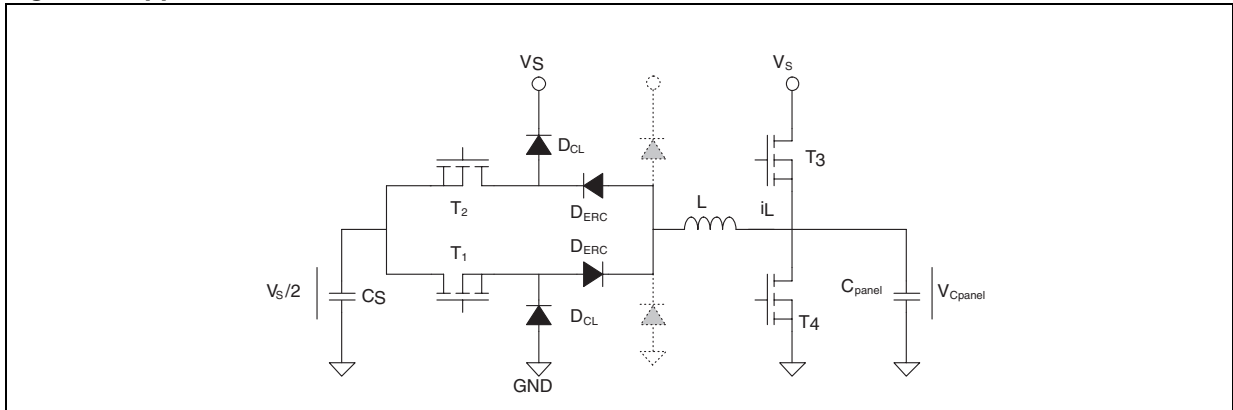 VS
VS
DCL
T3
T2
DERC
L
iL
DERC
T1
VS/2
CS
Cpanel
VCpanel
DCL
T4
GND